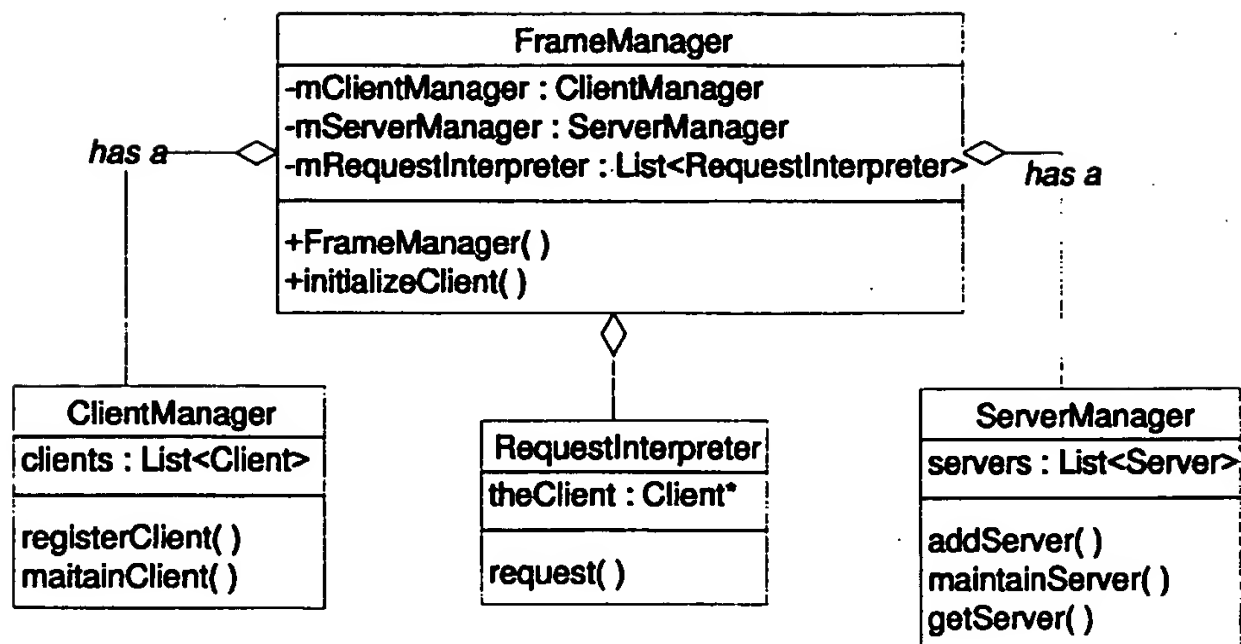 FrameManager
-mClientManager : ClientManager
-mServerManager : ServerManager
-mRequestInterpreter : List<RequestInterpreter>
+FrameManager( )
+initializeClient( )
has a
has a
ClientManager
clients : List<Client>
registerClient( )
maitainClient( )
RequestInterpreter
theClient : Client*
request( )
ServerManager
servers : List<Server>
addServer( )
maintainServer( )
getServer( )